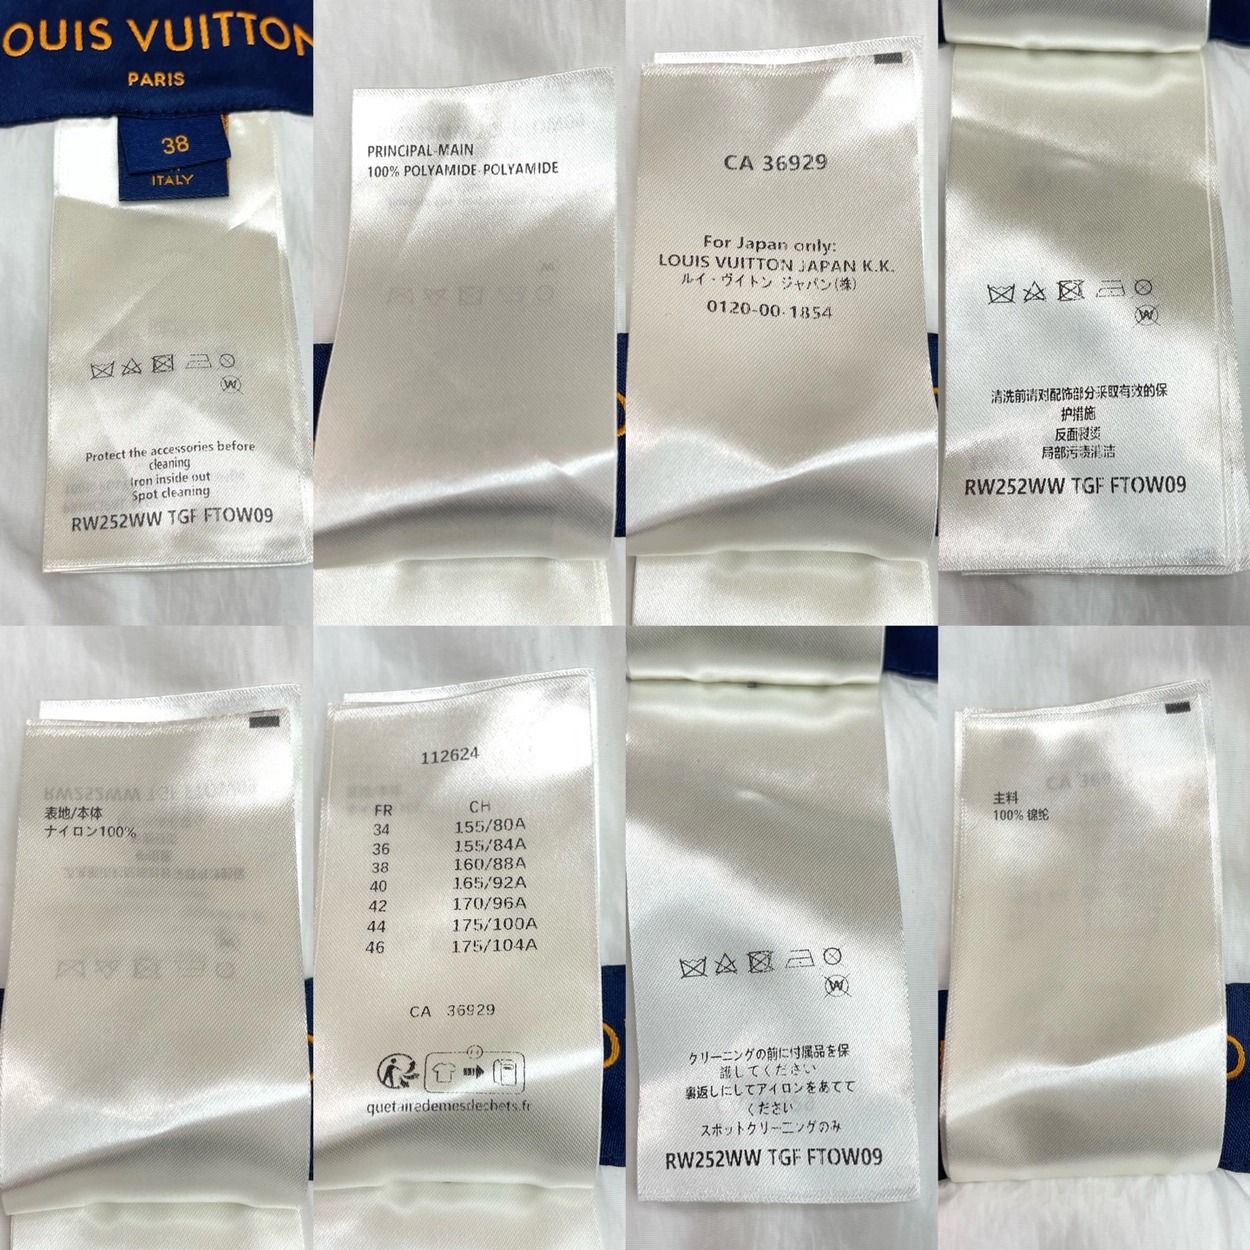 LOUIS VUITTON
PARIS
38
ITALY
W
Protect the accessories before
cleaning
Iron inside out
Spot cleaning
RW252WW TGF FTOW09
PRINCIPAL-MAIN
100% POLYAMIDE-POLYAMIDE
CA 36929
For Japan only:
LOUIS VUITTON JAPAN K.K.
ルイ・ヴィトン ジャパン(株)
0120-00-1854
W
清洗前请对配饰部分采取有效的保
护措施
反面熨烫
局部污渍清洁
RW252WW TGF FTOW09
表地/本体
ナイロン100%
112624
FR CH
34 155/80A
36 155/84A
38 160/88A
40 165/92A
42 170/96A
44 175/100A
46 175/104A
CA 36929
quefairedemesdechets.fr
W
クリーニングの前に付属品を保
護してください
裏返しにしてアイロンをあてて
ください
スポットクリーニングのみ
RW252WW TGF FTOW09
主料
100% 锦纶